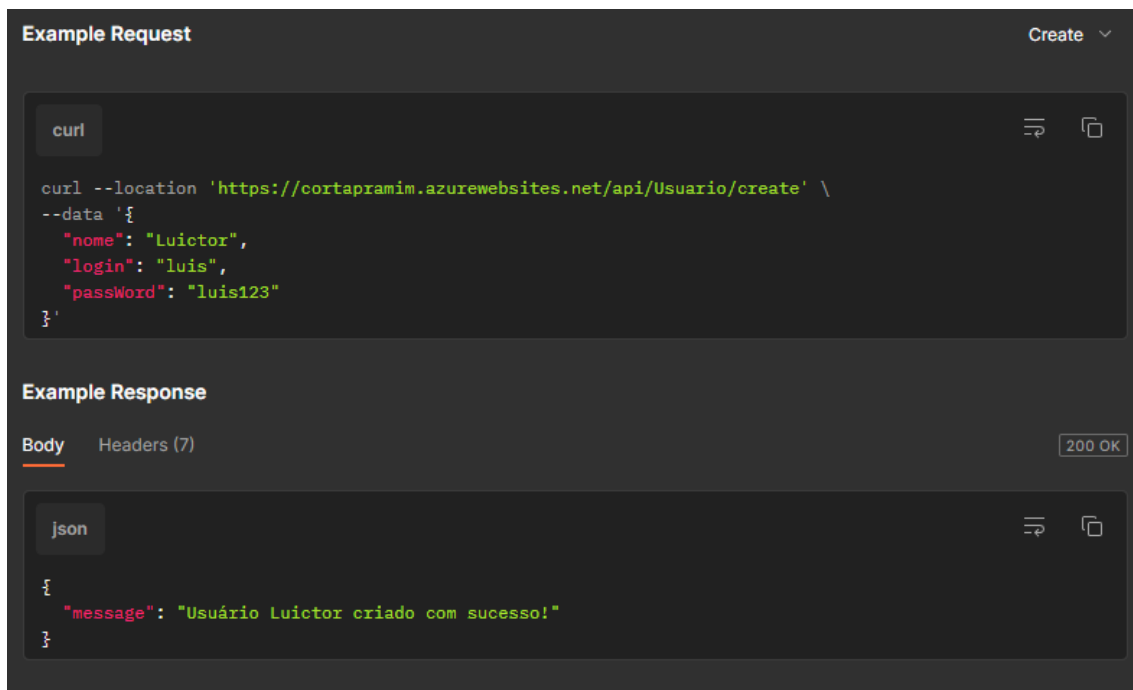 Example Request
Create
curl
curl --location 'https://cortapramim.azurewebsites.net/api/Usuario/create' \
--data '{
  "nome": "Luictor",
  "login": "luis",
  "passWord": "luis123"
}'
Example Response
Body Headers (7)
200 OK
json
{
  "message": "Usuário Luictor criado com sucesso!"
}